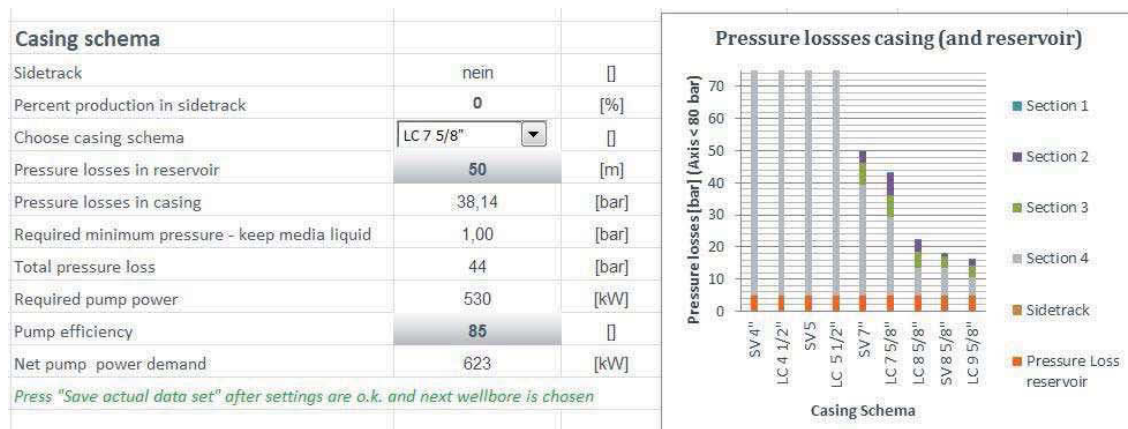 Casing schema
Sidetrack nein []
Percent production in sidetrack 0 [%]
Choose casing schema LC 7 5/8" []
Pressure losses in reservoir 50 [m]
Pressure losses in casing 38,14 [bar]
Required minimum pressure - keep media liquid 1,00 [bar]
Total pressure loss 44 [bar]
Required pump power 530 [kW]
Pump efficiency 85 []
Net pump power demand 623 [kW]
Press "Save actual data set" after settings are o.k. and next wellbore is chosen
Pressure lossses casing (and reservoir)
Pressure losses [bar] (Axis < 80 bar)
70
60
50
40
30
20
10
0
SV 4"
LC 4 1/2"
SV 5
LC 5 1/2"
SV 7"
LC 7 5/8"
LC 8 5/8"
SV 8 5/8"
LC 9 5/8"
Casing Schema
Section 1
Section 2
Section 3
Section 4
Sidetrack
Pressure Loss
reservoir